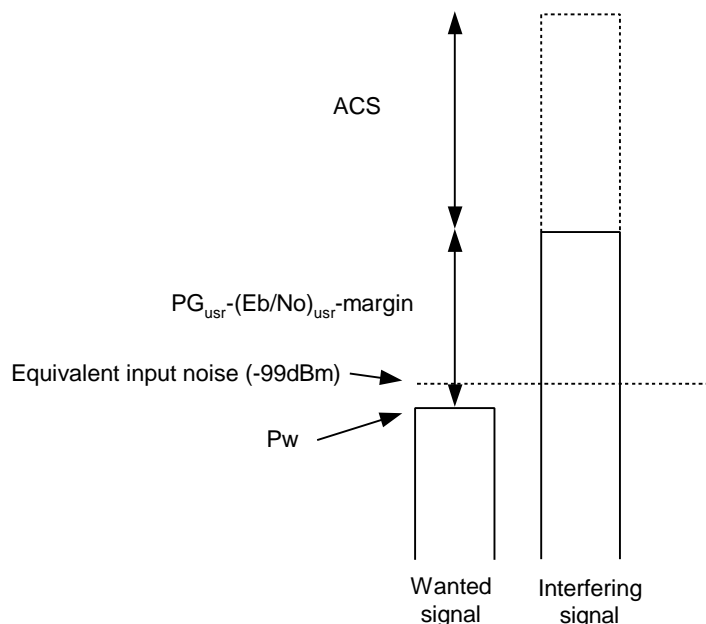 ACS
PGusr-(Eb/No)usr-margin
Equivalent input noise (-99dBm)
Pw
Wanted
signal
Interfering
signal